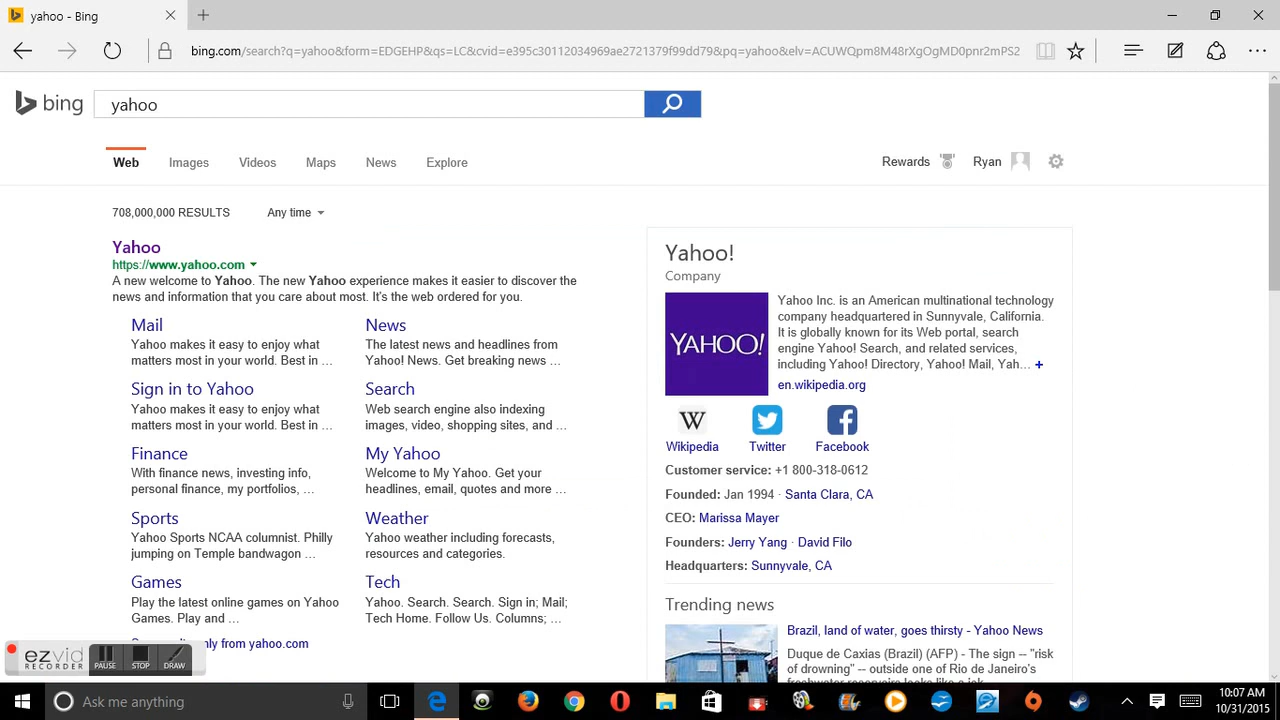 yahoo - Bing
bing.com/search?q=yahoo&form=EDGEHP&qs=LC&cvid=e395c30112034969ae2721379f99dd79&pq=yahoo&elv=ACUWQpm8M48rXgOgMD0pnr2mPS2
bing
yahoo
Web Images Videos Maps News Explore
Rewards Ryan
708,000,000 RESULTS Any time
Yahoo
https://www.yahoo.com
A new welcome to Yahoo. The new Yahoo experience makes it easier to discover the
news and information that you care about most. It's the web ordered for you.
Mail
Yahoo makes it easy to enjoy what
matters most in your world. Best in ...
News
The latest news and headlines from
Yahoo! News. Get breaking news ...
Sign in to Yahoo
Yahoo makes it easy to enjoy what
matters most in your world. Best in ...
Search
Web search engine also indexing
images, video, shopping sites, and ...
Finance
With finance news, investing info,
personal finance, my portfolios, ...
My Yahoo
Welcome to My Yahoo. Get your
headlines, email, quotes and more ...
Sports
Yahoo Sports NCAA columnist. Philly
jumping on Temple bandwagon ...
Weather
Yahoo weather including forecasts,
resources and categories.
Games
Play the latest online games on Yahoo
Games. Play and ...
Tech
Yahoo. Search. Search. Sign in; Mail;
Tech Home. Follow Us. Columns; ...
only from yahoo.com
Yahoo!
Company
YAHOO!
Yahoo Inc. is an American multinational technology
company headquartered in Sunnyvale, California.
It is globally known for its Web portal, search
engine Yahoo! Search, and related services,
including Yahoo! Directory, Yahoo! Mail, Yah... +
en.wikipedia.org
W
Wikipedia Twitter Facebook
Customer service: +1 800-318-0612
Founded: Jan 1994 · Santa Clara, CA
CEO: Marissa Mayer
Founders: Jerry Yang · David Filo
Headquarters: Sunnyvale, CA
Trending news
Brazil, land of water, goes thirsty - Yahoo News
Duque de Caxias (Brazil) (AFP) - The sign -- "risk
of drowning" -- outside one of Rio de Janeiro's
ezvid
RECORDER
PAUSE STOP DRAW
Ask me anything
10:07 AM
10/31/2015